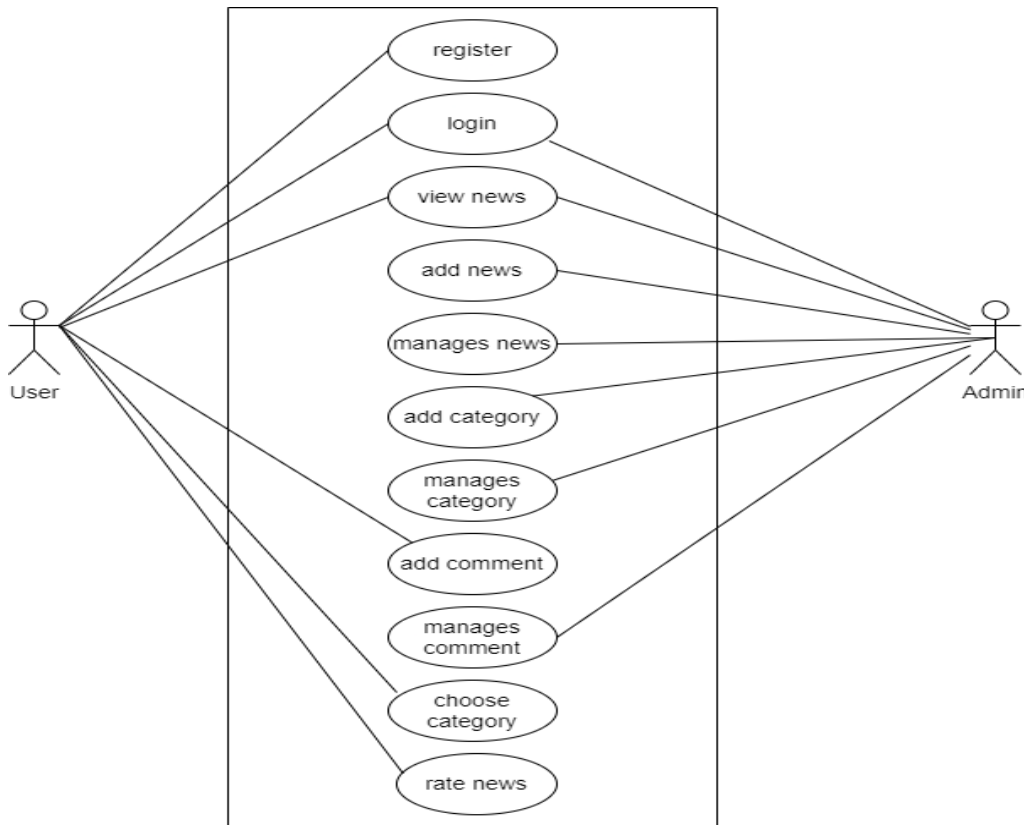 register
login
view news
add news
manages news
User
Admin
add category
manages
category
add comment
manages
comment
choose
category
rate news